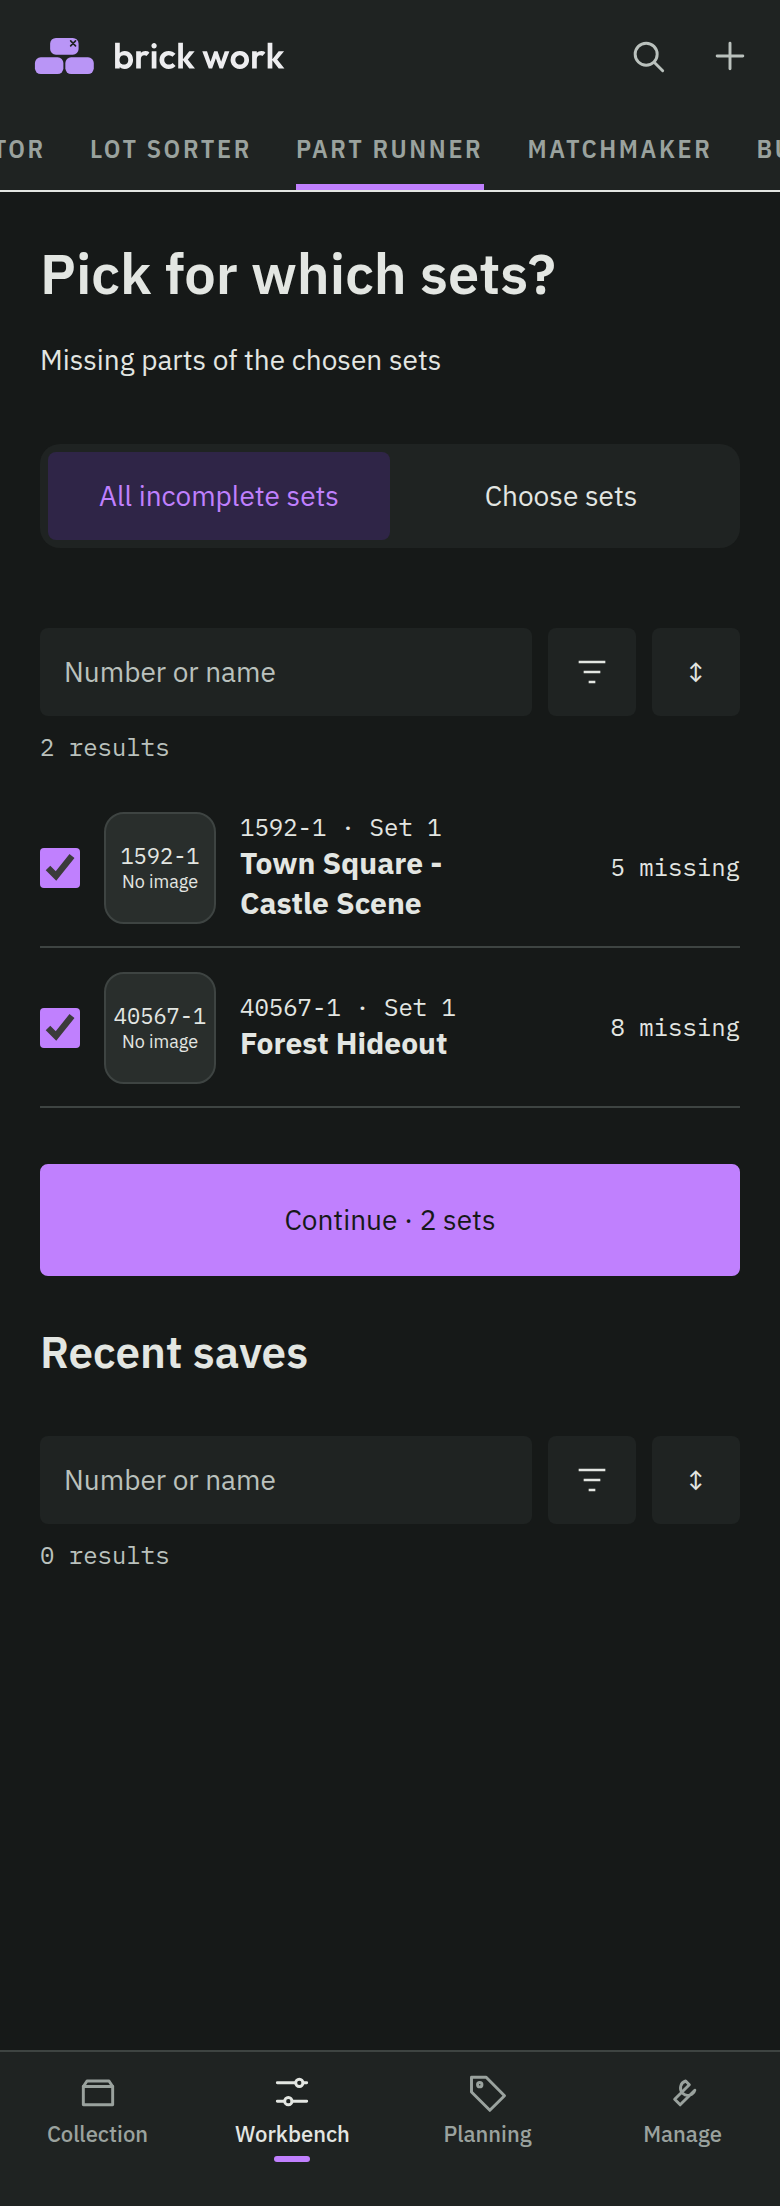 brick work
TOR LOT SORTER PART RUNNER MATCHMAKER BU
Pick for which sets?
Missing parts of the chosen sets
All incomplete sets Choose sets
Number or name
2 results
1592-1
No image
1592-1 · Set 1
Town Square -
Castle Scene
5 missing
40567-1
No image
40567-1 · Set 1
Forest Hideout
8 missing
Continue · 2 sets
Recent saves
Number or name
0 results
Collection Workbench Planning Manage